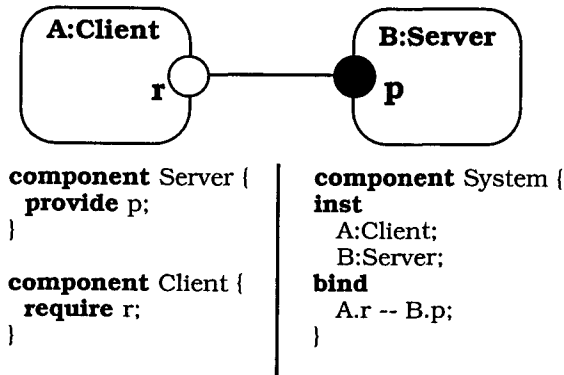 A:Client
B:Server
r
p
component Server {
provide p;
}
component Client {
require r;
}
component System {
inst
A:Client;
B:Server;
bind
A.r -- B.p;
}